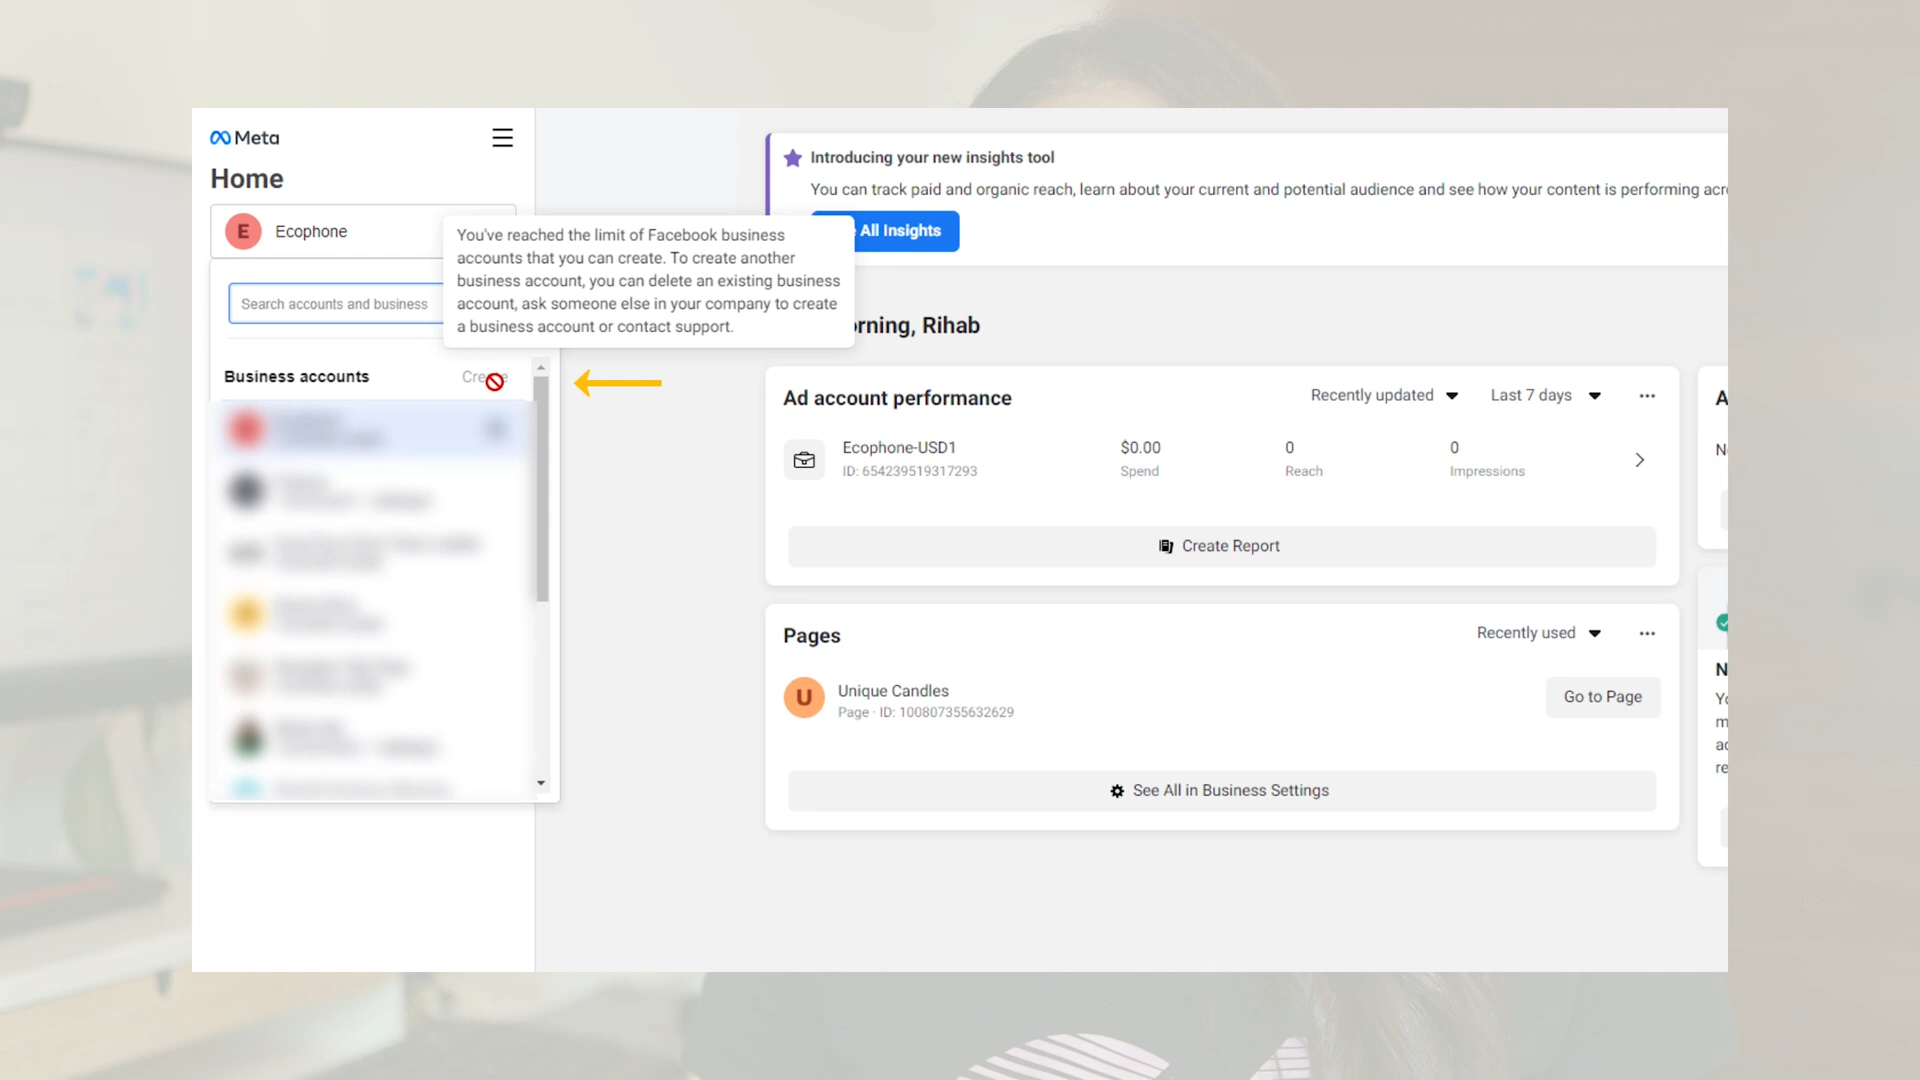 Meta
Home
E
Ecophone
Search accounts and business
You've reached the limit of Facebook business
accounts that you can create. To create another
business account, you can delete an existing business
account, ask someone else in your company to create
a business account or contact support.
Business accounts
Introducing your new insights tool
You can track paid and organic reach, learn about your current and potential audience and see how your content is performing acr
All Insights
rning, Rihab
Ad account performance
Recently updated
Last 7 days
Ecophone-USD1
ID: 654239519317293
$0.00
Spend
0
Reach
0
Impressions
Create Report
Pages
Recently used
U
Unique Candles
Page · ID: 100807355632629
Go to Page
See All in Business Settings